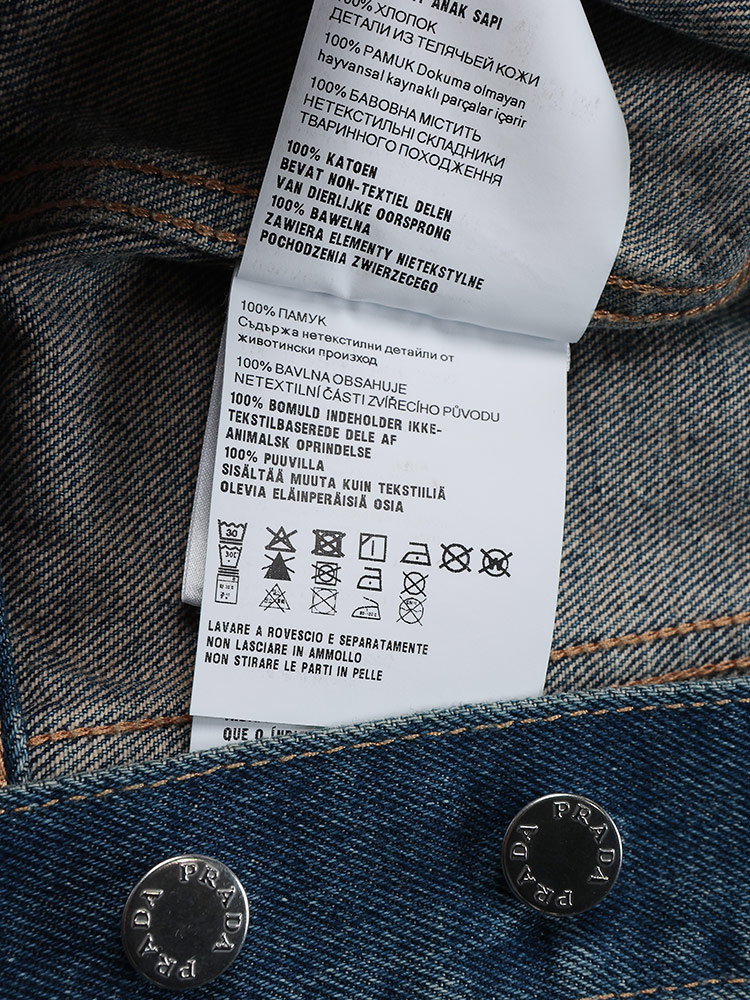 ANAK SAPI
% ХЛОПОК
ДЕТАЛИ ИЗ ТЕЛЯЧЬЕЙ КОЖИ
100% PAMUK Dokuma olmayan
hayvansal kaynaklı parçalar içerir
100% БАВОВНА МІСТИТЬ
НЕТЕКСТИЛЬНІ СКЛАДНИКИ
ТВАРИННОГО ПОХОДЖЕННЯ
100% KATOEN
BEVAT NON-TEXTIEL DELEN
VAN DIERLIJKE OORSPRONG
100% BAWELNA
ZAWIERA ELEMENTY NIETEKSTYLNE
POCHODZENIA ZWIERZECEGO
100% ПАМУК
Съдържа нетекстилни детайли от
животински произход
100% BAVLNA OBSAHUJE
NETEXTILNÍ ČÁSTI ZVÍŘECÍHO PŮVODU
100% BOMULD INDEHOLDER IKKE-
TEKSTILBASEREDE DELE AF
ANIMALSK OPRINDELSE
100% PUUVILLA
SISÄLTÄÄ MUUTA KUIN TEKSTIILIÄ
OLEVIA ELÄINPERÄISIÄ OSIA
30
30C
W
LAVARE A ROVESCIO E SEPARATAMENTE
NON LASCIARE IN AMMOLLO
NON STIRARE LE PARTI IN PELLE
QUE O
PRADA
PRADA
PRADA
PRADA